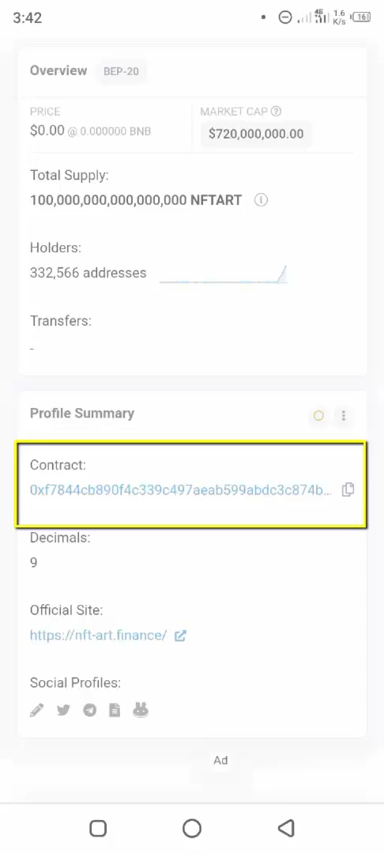 3:42
4G
1.6
K/s
16
Overview BEP-20
PRICE
$0.00 @ 0.000000 BNB
MARKET CAP
$720,000,000.00
Total Supply:
100,000,000,000,000,000 NFTART
Holders:
332,566 addresses
Transfers:
-
Profile Summary
Contract:
0xf7844cb890f4c339c497aeab599abdc3c874b...
Decimals:
9
Official Site:
https://nft-art.finance/
Social Profiles:
Ad